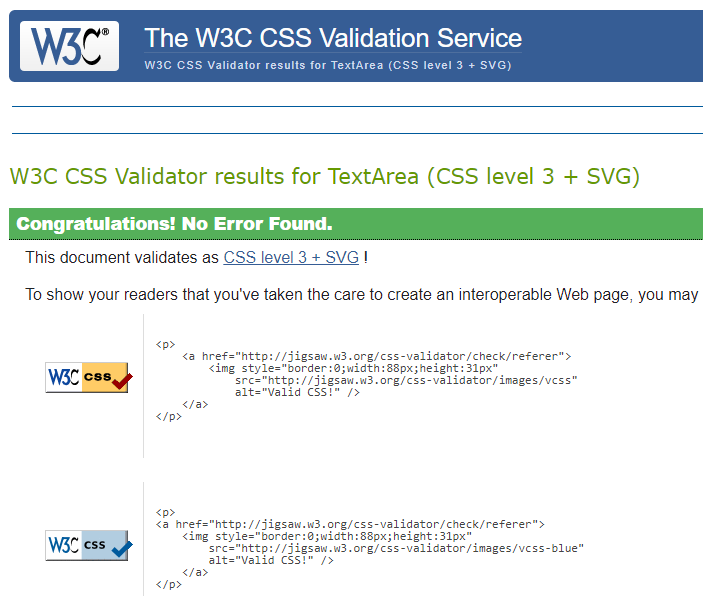 W3C® The W3C CSS Validation Service
W3C CSS Validator results for TextArea (CSS level 3 + SVG)
W3C CSS Validator results for TextArea (CSS level 3 + SVG)
Congratulations! No Error Found.
This document validates as CSS level 3 + SVG !
To show your readers that you've taken the care to create an interoperable Web page, you may
W3C css
<p>
<a href="http://jigsaw.w3.org/css-validator/check/referer">
<img style="border:0;width:88px;height:31px"
src="http://jigsaw.w3.org/css-validator/images/vcss"
alt="Valid CSS!" />
</a>
</p>
W3C css
<p>
<a href="http://jigsaw.w3.org/css-validator/check/referer">
<img style="border:0;width:88px;height:31px"
src="http://jigsaw.w3.org/css-validator/images/vcss-blue"
alt="Valid CSS!" />
</a>
</p>